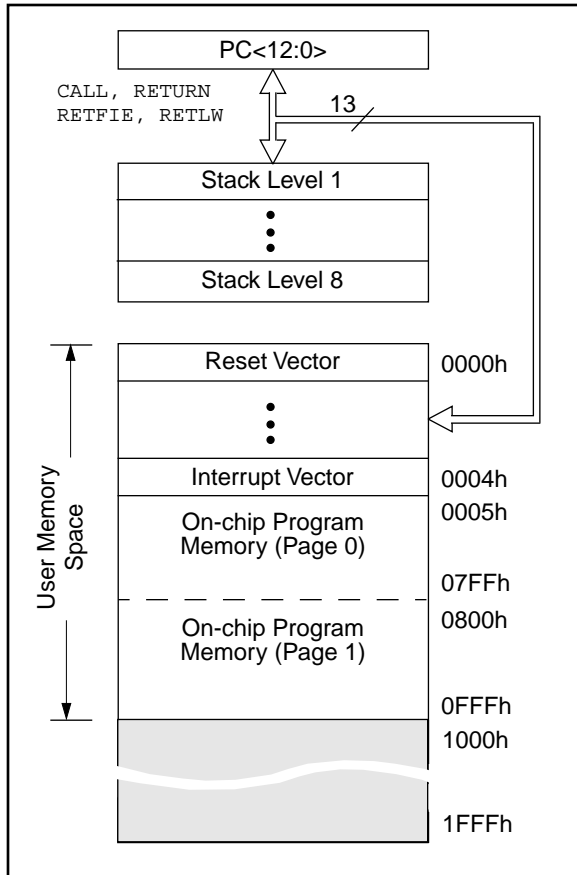 PC<12:0>
CALL, RETURN
RETFIE, RETLW
13
Stack Level 1
Stack Level 8
User Memory
Space
Reset Vector
0000h
Interrupt Vector
0004h
0005h
On-chip Program
Memory (Page 0)
07FFh
0800h
On-chip Program
Memory (Page 1)
0FFFh
1000h
1FFFh